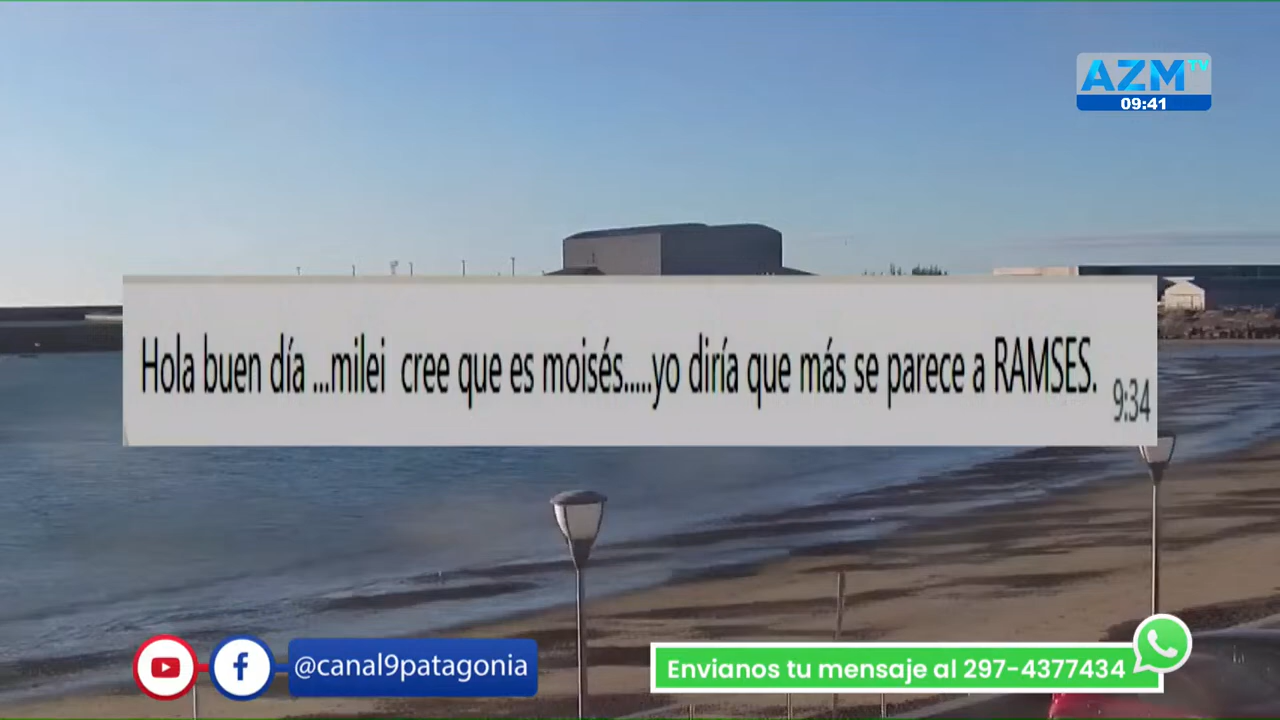 AZM TV
09:41
Hola buen día ...milei cree que es moisés.....yo diría que más se parece a RAMSES.
9:34
@canal9patagonia
Envianos tu mensaje al 297-4377434